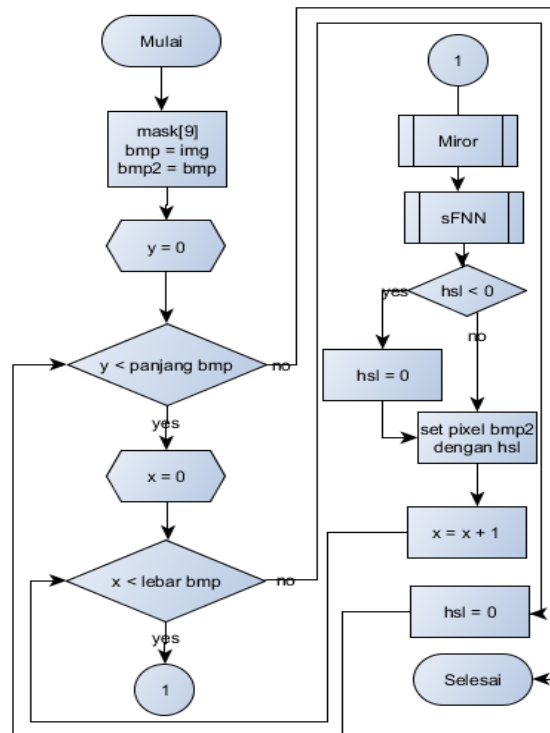 Mulai
mask[9]
bmp = img
bmp2 = bmp
y = 0
y < panjang bmp
no
yes
x = 0
x < lebar bmp
no
yes
1
1
Miror
sFNN
hsl < 0
yes
no
hsl = 0
set pixel bmp2
dengan hsl
x = x + 1
hsl = 0
Selesai